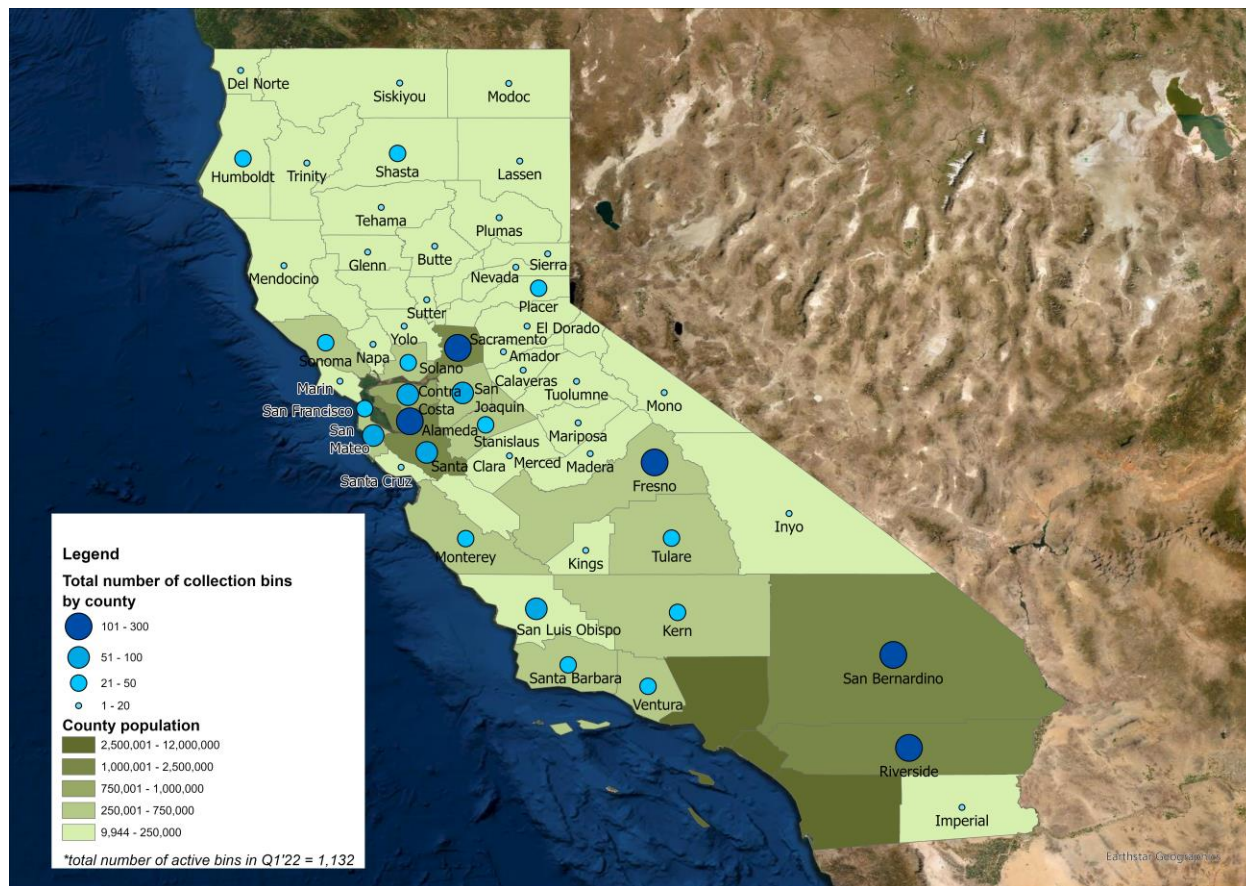 Del Norte
Siskiyou
Modoc
Humboldt
Trinity
Shasta
Lassen
Tehama
Plumas
Mendocino
Glenn
Butte
Nevada
Sierra
Sutter
Placer
Sonoma
Napa
Yolo
Solano
Sacramento
El Dorado
Amador
Calaveras
Tuolumne
Mono
Marin
San Francisco
Contra
Costa
San
Joaquin
San
Mateo
Alameda
Stanislaus
Mariposa
Santa Clara
Merced
Madera
Santa Cruz
Fresno
Monterey
Kings
Tulare
Inyo
San Luis Obispo
Kern
Santa Barbara
Ventura
San Bernardino
Riverside
Imperial
Legend
Total number of collection bins
by county
101 - 300
51 - 100
21 - 50
1 - 20
County population
2,500,001 - 12,000,000
1,000,001 - 2,500,000
750,001 - 1,000,000
250,001 - 750,000
9,944 - 250,000
*total number of active bins in Q1'22 = 1,132
Earthstar Geographics